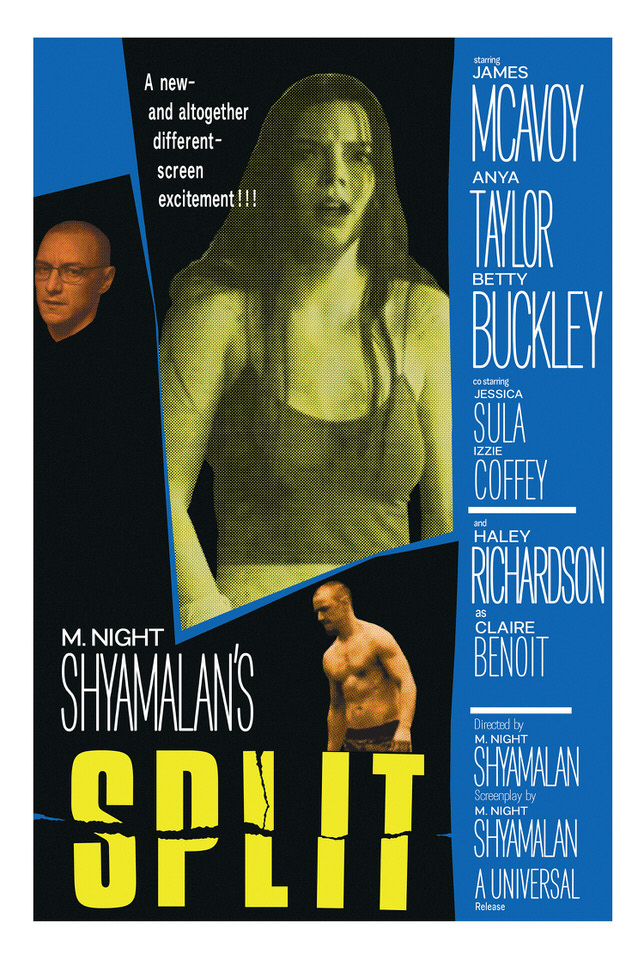 A new-
and altogether
different-
screen
excitement!!!
M. NIGHT
SHYAMALAN'S
SPLIT
starring
JAMES
MCAVOY
ANYA
TAYLOR
BETTY
BUCKLEY
co starring
JESSICA
SULA
IZZIE
COFFEY
and
HALEY
RICHARDSON
as
CLAIRE
BENOIT
Directed by
M. NIGHT
SHYAMALAN
Screenplay by
M. NIGHT
SHYAMALAN
A UNIVERSAL
Release